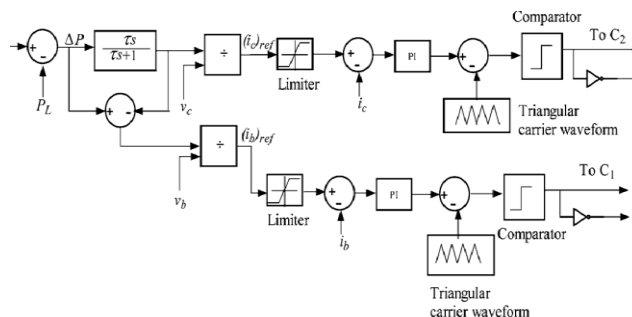 Comparator
ΔP
τs
τs+1
÷
(ic)ref
To C2
PI
Limiter
PL
vc
ic
Triangular
carrier waveform
÷
(ib)ref
vb
To C1
PI
Limiter
ib
Comparator
Triangular
carrier waveform